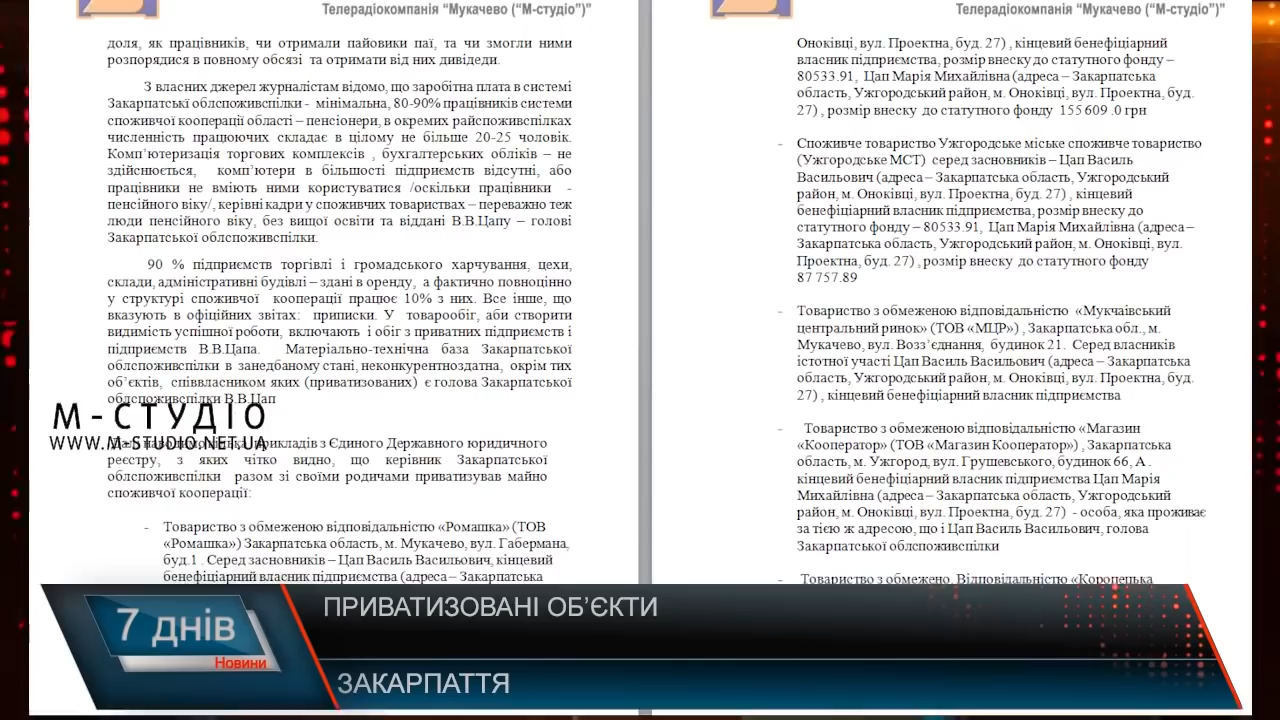 Телерадіокомпанія “Мукачево (“М-студіо”)”
доля, як працівників, чи отримали пайовики паї, та чи змогли ними
розпорядися в повному обсязі та отримати від них дивідеди.
З власних джерел журналістам відомо, що заробітна плата в системі
Закарпатськї облспоживспілки - мінімальна, 80-90% працівників системи
споживчої кооперації області – пенсіонери, в окремих райспоживспілках
численність працюючих складає в цілому не більше 20-25 чоловік.
Комп’ютеризація торгових комплексів , бухгалтерських обліків – не
здійснюється, комп’ютери в більшості підприємств відсутні, або
працівники не вміють ними користуватися /оскільки працівники -
пенсійного віку/, керівні кадри у споживчих товариствах – переважно теж
люди пенсійного віку, без вищої освіти та віддані В.В.Цапу – голові
Закарпатської облспоживспілки.
90 % підприємств торгівлі і громадського харчування, цехи,
склади, адміністративні будівлі – здані в оренду, а фактично повноцінно
у структурі споживчої кооперації працює 10% з них. Все інше, що
вказують в офіційних звітах: приписки. У товарообіг, аби створити
видимість успішної роботи, включають і обіг з приватних підприємств і
підприємств В.В.Цапа. Матеріально-технічна база Закарпатської
облспоживспілки в занедбаному стані, неконкурентноздатна, окрім тих
об’єктів, співвласником яких (приватизованих) є голова Закарпатської
облспоживспілки В.В.Цап
М-СТУДІО
WWW.M-STUDIO.NET.UA
прикладів з Єдиного Державного юридичного
реєстру, з яких чітко видно, що керівник Закарпатської
облспоживспілки разом зі своїми родичами приватизував майно
споживчої кооперації:
- Товариство з обмеженою відповідальністю «Ромашка» (ТОВ
«Ромашка») Закарпатська область, м. Мукачево, вул. Габермана,
буд.1 . Серед засновників – Цап Василь Васильович, кінцевий
бенефіціарний власник підприємства (адреса – Закарпатська
Телерадіокомпанія “Мукачево (“М-студіо”)”
Оноківці, вул. Проектна, буд. 27) , кінцевий бенефіціарний
власник підприємства, розмір внеску до статутного фонду –
80533.91, Цап Марія Михайлівна (адреса – Закарпатська
область, Ужгородський район, м. Оноківці, вул. Проектна, буд.
27) , розмір внеску до статутного фонду 155 609 .0 грн
- Споживче товариство Ужгородське міське споживче товариство
(Ужгородське МСТ) серед засновників – Цап Василь
Васильович (адреса – Закарпатська область, Ужгородський
район, м. Оноківці, вул. Проектна, буд. 27) , кінцевий
бенефіціарний власник підприємства, розмір внеску до
статутного фонду – 80533.91, Цап Марія Михайлівна (адреса –
Закарпатська область, Ужгородський район, м. Оноківці, вул.
Проектна, буд. 27) , розмір внеску до статутного фонду
87 757.89
- Товариство з обмеженою відповідальністю «Мукчаівський
центральний ринок» (ТОВ «МЦР») , Закарпатська обл., м.
Мукачево, вул. Возз’єднання, будинок 21. Серед власників
істотної участі Цап Василь Васильович (адреса – Закарпатська
область, Ужгородський район, м. Оноківці, вул. Проектна, буд.
27) , кінцевий бенефіціарний власник підприємства
- Товариство з обмеженою відповідальністю «Магазин
«Кооператор» (ТОВ «Магазин Кооператор») , Закарпатська
область, м. Ужгород, вул. Грушевського, будинок 66, А .
кінцевий бенефіціарний власник підприємства Цап Марія
Михайлівна (адреса – Закарпатська область, Ужгородський
район, м. Оноківці, вул. Проектна, буд. 27) - особа, яка проживає
за тією ж адресою, що і Цап Василь Васильович, голова
Закарпатської облспоживспілки
- Товариство з обмежено. Відповідальністю «Коропецька
7 днів
Новини
ПРИВАТИЗОВАНІ ОБ’ЄКТИ
ЗАКАРПАТТЯ